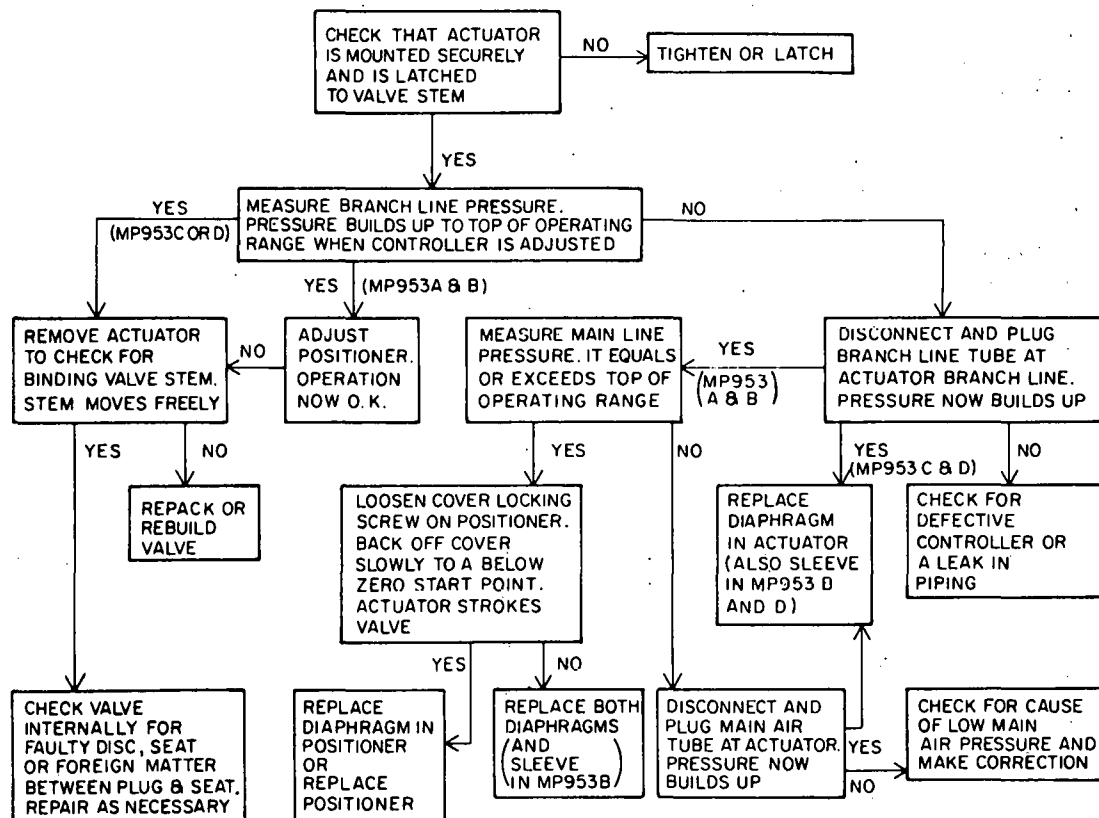 CHECK THAT ACTUATOR
IS MOUNTED SECURELY
AND IS LATCHED
TO VALVE STEM
NO
TIGHTEN OR LATCH
YES
MEASURE BRANCH LINE PRESSURE.
PRESSURE BUILDS UP TO TOP OF OPERATING
RANGE WHEN CONTROLLER IS ADJUSTED
YES
(MP953C OR D)
NO
YES (MP953A & B)
REMOVE ACTUATOR
TO CHECK FOR
BINDING VALVE STEM.
STEM MOVES FREELY
NO
ADJUST
POSITIONER.
OPERATION
NOW O.K.
MEASURE MAIN LINE
PRESSURE. IT EQUALS
OR EXCEEDS TOP OF
OPERATING RANGE
YES
(MP953
A & B)
DISCONNECT AND PLUG
BRANCH LINE TUBE AT
ACTUATOR BRANCH LINE.
PRESSURE NOW BUILDS UP
YES
NO
YES
NO
YES
(MP953 C & D)
NO
REPACK OR
REBUILD
VALVE
LOOSEN COVER LOCKING
SCREW ON POSITIONER.
BACK OFF COVER
SLOWLY TO A BELOW
ZERO START POINT.
ACTUATOR STROKES
VALVE
REPLACE
DIAPHRAGM
IN ACTUATOR
(ALSO SLEEVE
IN MP953 D
AND D)
CHECK FOR
DEFECTIVE
CONTROLLER OR
A LEAK IN
PIPING
YES
NO
CHECK VALVE
INTERNALLY FOR
FAULTY DISC, SEAT
OR FOREIGN MATTER
BETWEEN PLUG & SEAT.
REPAIR AS NECESSARY
REPLACE
DIAPHRAGM IN
POSITIONER
OR
REPLACE
POSITIONER
REPLACE BOTH
DIAPHRAGMS
(AND
SLEEVE
IN MP953B)
DISCONNECT AND
PLUG MAIN AIR
TUBE AT ACTUATOR.
PRESSURE NOW
BUILDS UP
YES
NO
CHECK FOR CAUSE
OF LOW MAIN
AIR PRESSURE AND
MAKE CORRECTION